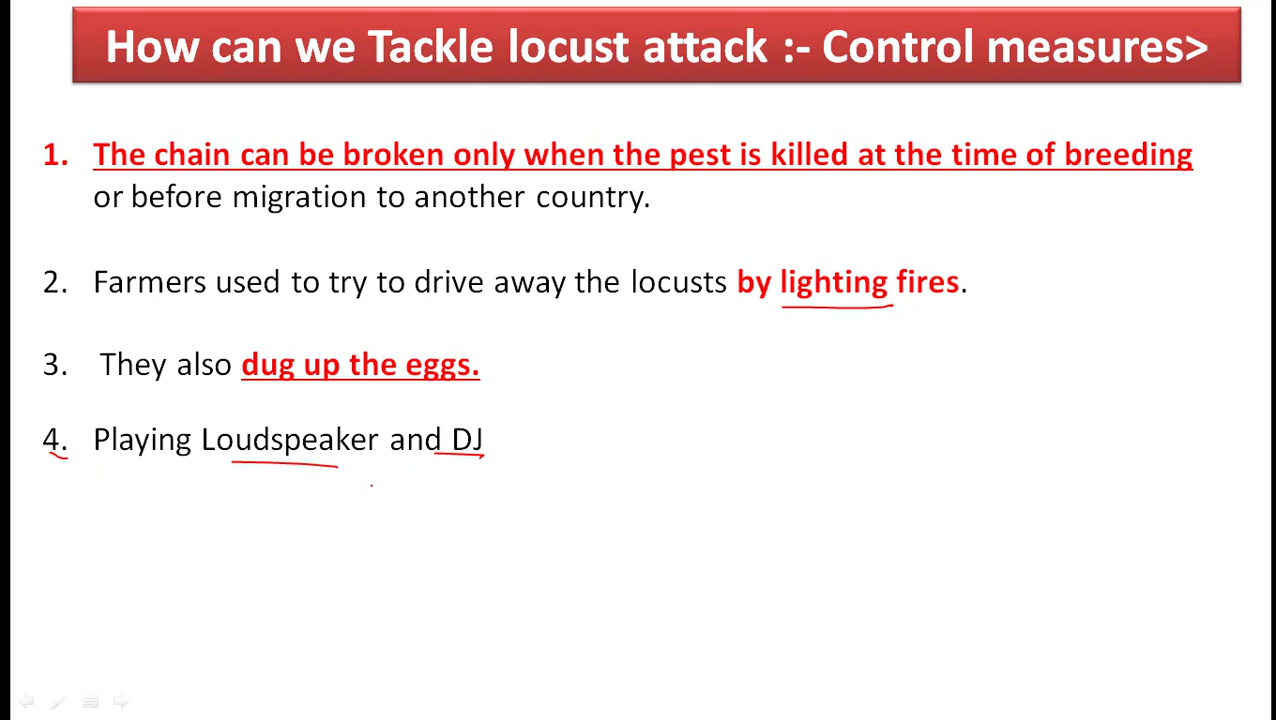 How can we Tackle locust attack :- Control measures>
1. The chain can be broken only when the pest is killed at the time of breeding
or before migration to another country.
2. Farmers used to try to drive away the locusts by lighting fires.
3. They also dug up the eggs.
4. Playing Loudspeaker and DJ